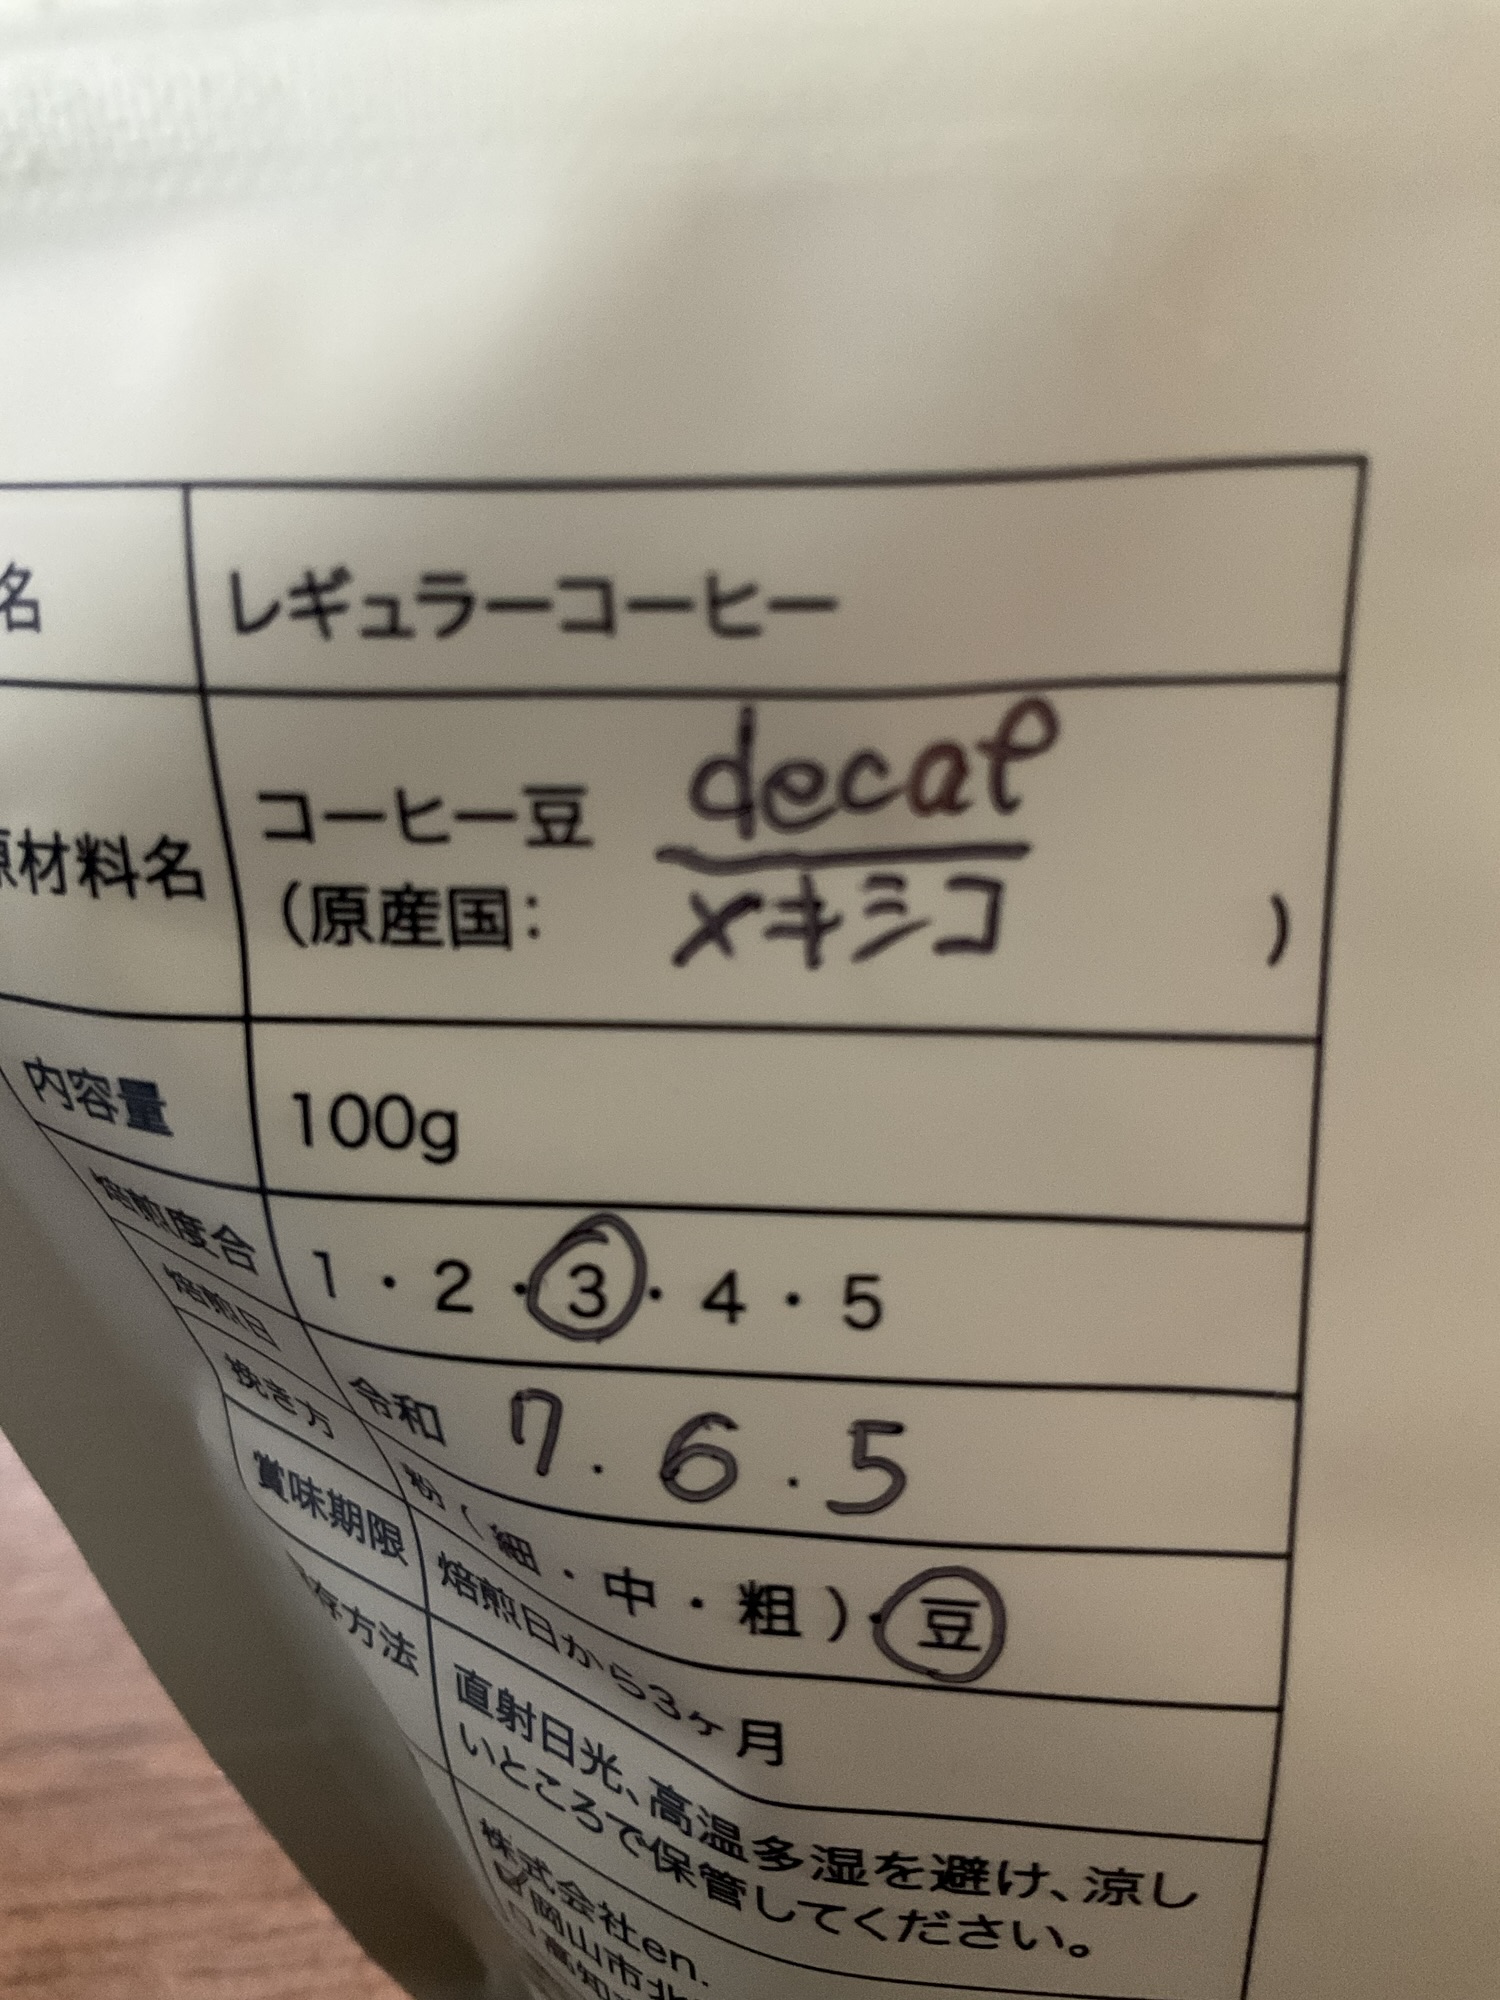 名 レギュラーコーヒー
原材料名 コーヒー豆 decaf
(原産国: メキシコ )
内容量 100g
焙煎度合 1・2・3・4・5
焙煎日 令和 7.6.5
挽き方 粉(細・中・粗)・豆
賞味期限 焙煎日から3ヶ月
保存方法 直射日光、高温多湿を避け、涼し
いところで保管してください。
株式会社en.
岡山市北
高知